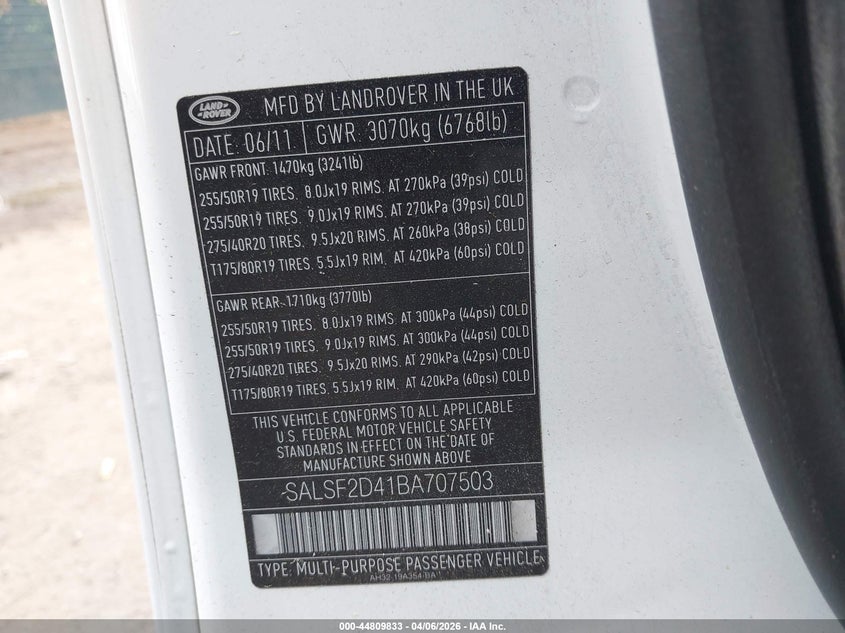 LAND ROVER
MFD BY LANDROVER IN THE UK
DATE: 06/11 GWR: 3070kg (6768lb)
GAWR FRONT: 1470kg (3241lb)
255/50R19 TIRES. 8.0Jx19 RIMS. AT 270kPa (39psi) COLD
255/50R19 TIRES. 9.0Jx19 RIMS. AT 270kPa (39psi) COLD
275/40R20 TIRES. 9.5Jx20 RIMS. AT 260kPa (38psi) COLD
T175/80R19 TIRES. 5.5Jx19 RIM. AT 420kPa (60psi) COLD
GAWR REAR: 1710kg (3770lb)
255/50R19 TIRES. 8.0Jx19 RIMS. AT 300kPa (44psi) COLD
255/50R19 TIRES. 9.0Jx19 RIMS. AT 300kPa (44psi) COLD
275/40R20 TIRES. 9.5Jx20 RIMS. AT 290kPa (42psi) COLD
T175/80R19 TIRES. 5.5Jx19 RIM. AT 420kPa (60psi) COLD
THIS VEHICLE CONFORMS TO ALL APPLICABLE
U.S. FEDERAL MOTOR VEHICLE SAFETY
STANDARDS IN EFFECT ON THE DATE OF
MANUFACTURE SHOWN ABOVE
SALSF2D41BA707503
TYPE: MULTI-PURPOSE PASSENGER VEHICLE
AH32-19A354-BA
000-44809833 - 04/06/2026 - IAA Inc.